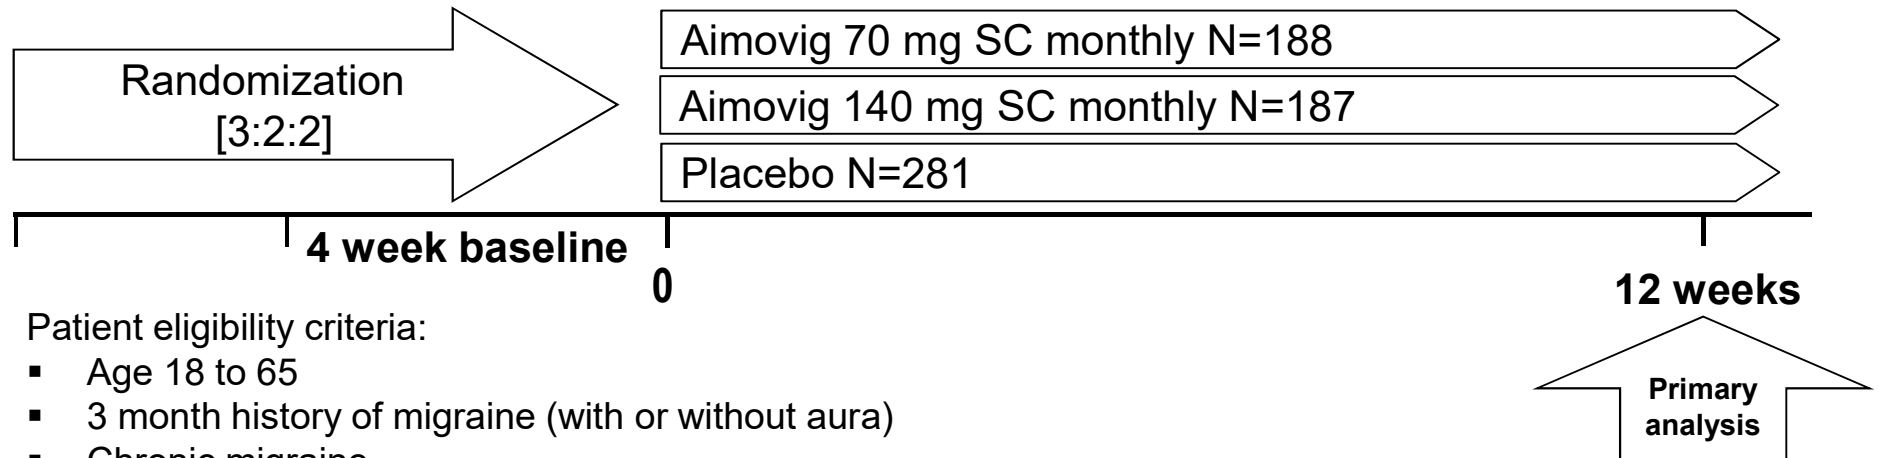 Randomization
[3:2:2]
Aimovig 70 mg SC monthly N=188
Aimovig 140 mg SC monthly N=187
Placebo N=281
4 week baseline
0
12 weeks
Patient eligibility criteria:
▪ Age 18 to 65
▪ 3 month history of migraine (with or without aura)
▪ Chronic migraine
Primary
analysis